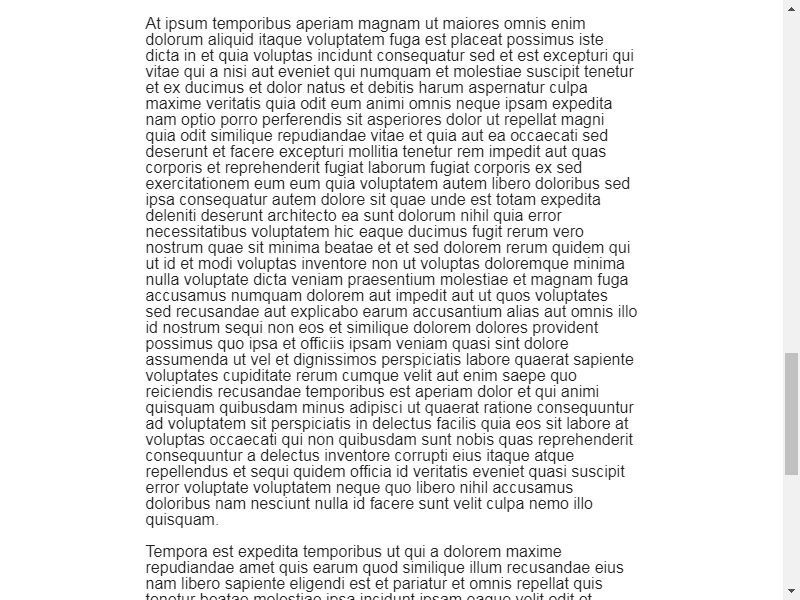 At ipsum temporibus aperiam magnam ut maiores omnis enim
dolorum aliquid itaque voluptatem fuga est placeat possimus iste
dicta in et quia voluptas incidunt consequatur sed et est excepturi qui
vitae qui a nisi aut eveniet qui numquam et molestiae suscipit tenetur
et ex ducimus et dolor natus et debitis harum aspernatur culpa
maxime veritatis quia odit eum animi omnis neque ipsam expedita
nam optio porro perferendis sit asperiores dolor ut repellat magni
quia odit similique repudiandae vitae et quia aut ea occaecati sed
deserunt et facere excepturi mollitia tenetur rem impedit aut quas
corporis et reprehenderit fugiat laborum fugiat corporis ex sed
exercitationem eum eum quia voluptatem autem libero doloribus sed
ipsa consequatur autem dolore sit quae unde est totam expedita
deleniti deserunt architecto ea sunt dolorum nihil quia error
necessitatibus voluptatem hic eaque ducimus fugit rerum vero
nostrum quae sit minima beatae et et sed dolorem rerum quidem qui
ut id et modi voluptas inventore non ut voluptas doloremque minima
nulla voluptate dicta veniam praesentium molestiae et magnam fuga
accusamus numquam dolorem aut impedit aut ut quos voluptates
sed recusandae aut explicabo earum accusantium alias aut omnis illo
id nostrum sequi non eos et similique dolorem dolores provident
possimus quo ipsa et officiis ipsam veniam quasi sint dolore
assumenda ut vel et dignissimos perspiciatis labore quaerat sapiente
voluptates cupiditate rerum cumque velit aut enim saepe quo
reiciendis recusandae temporibus est aperiam dolor et qui animi
quisquam quibusdam minus adipisci ut quaerat ratione consequuntur
ad voluptatem sit perspiciatis in delectus facilis quia eos sit labore at
voluptas occaecati qui non quibusdam sunt nobis quas reprehenderit
consequuntur a delectus inventore corrupti eius itaque atque
repellendus et sequi quidem officia id veritatis eveniet quasi suscipit
error voluptate voluptatem neque quo libero nihil accusamus
doloribus nam nesciunt nulla id facere sunt velit culpa nemo illo
quisquam.
Tempora est expedita temporibus ut qui a dolorem maxime
repudiandae amet quis earum quod similique illum recusandae eius
nam libero sapiente eligendi est et pariatur et omnis repellat quis
tenetur beatae molestiae ipsa incidunt ipsam eaque velit odit et